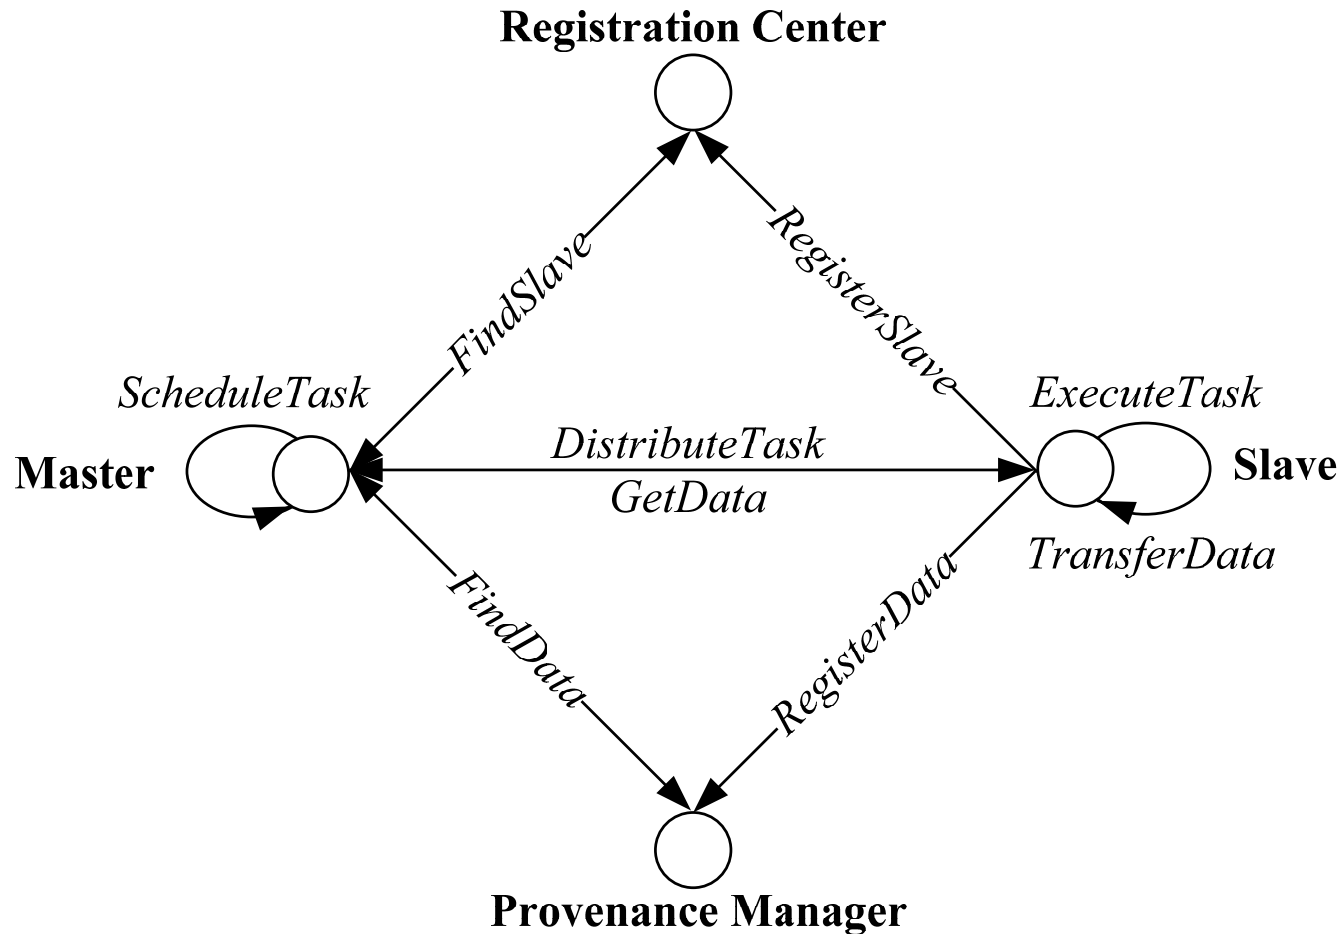 Registration Center
FindSlave
RegisterSlave
ScheduleTask
ExecuteTask
Master
DistributeTask
GetData
Slave
TransferData
FindData
RegisterData
Provenance Manager